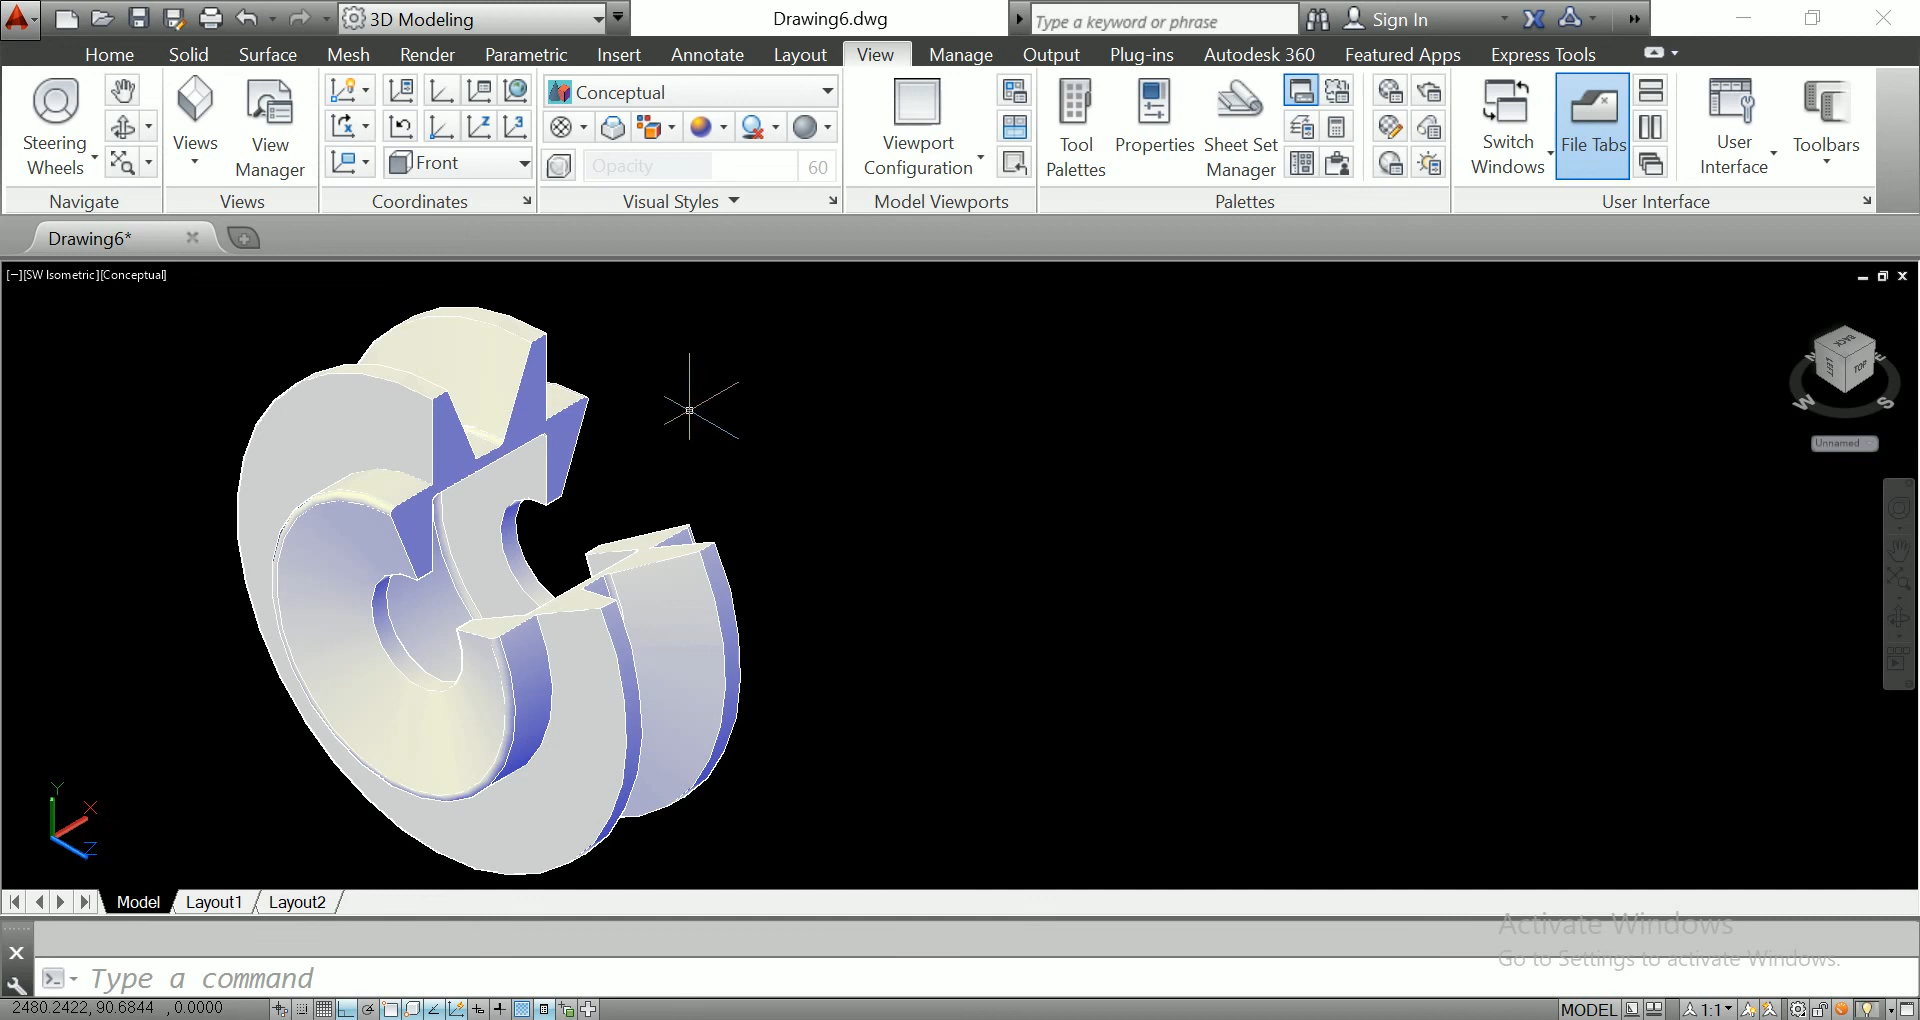 3D Modeling
Drawing6.dwg
Type a keyword or phrase
Sign In
Home Solid Surface Mesh Render Parametric Insert Annotate Layout View Manage Output Plug-ins Autodesk 360 Featured Apps Express Tools
Steering Wheels
Views
View Manager
Front
Conceptual
Opacity 60
Viewport Configuration
Tool Palettes
Properties
Sheet Set Manager
Switch Windows
File Tabs
User Interface
Toolbars
Navigate Views Coordinates Visual Styles Model Viewports Palettes User Interface
Drawing6*
[−][SW Isometric][Conceptual]
BACK
LEFT
TOP
W
S
Unnamed
Y
X
Z
Model Layout1 Layout2
Activate Windows
Go to Settings to activate Windows.
Type a command
2480.2422, 90.6844 , 0.0000
MODEL
1:1